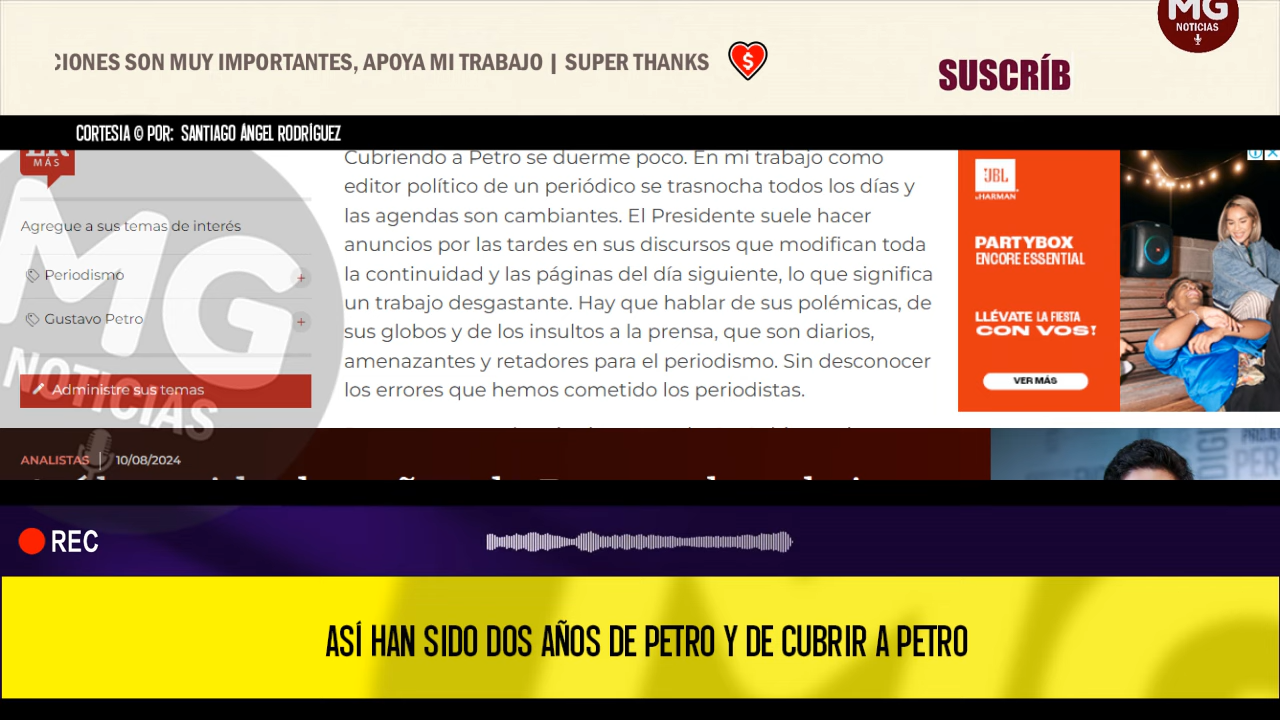 CIONES SON MUY IMPORTANTES, APOYA MI TRABAJO | SUPER THANKS
SUSCRÍB
MG
NOTICIAS
CORTESIA © POR: SANTIAGO ÁNGEL RODRÍGUEZ
MÁS
Agregue a sus temas de interés
Periodismo +
Gustavo Petro +
Administre sus temas
MG
NOTICIAS
Cubriendo a Petro se duerme poco. En mi trabajo como
editor político de un periódico se trasnocha todos los días y
las agendas son cambiantes. El Presidente suele hacer
anuncios por las tardes en sus discursos que modifican toda
la continuidad y las páginas del día siguiente, lo que significa
un trabajo desgastante. Hay que hablar de sus polémicas, de
sus globos y de los insultos a la prensa, que son diarios,
amenazantes y retadores para el periodismo. Sin desconocer
los errores que hemos cometido los periodistas.
JBL
by HARMAN
PARTYBOX
ENCORE ESSENTIAL
LLÉVATE LA FIESTA
CON VOS!
VER MÁS
ANALISTAS | 10/08/2024
REC
ASÍ HAN SIDO DOS AÑOS DE PETRO Y DE CUBRIR A PETRO